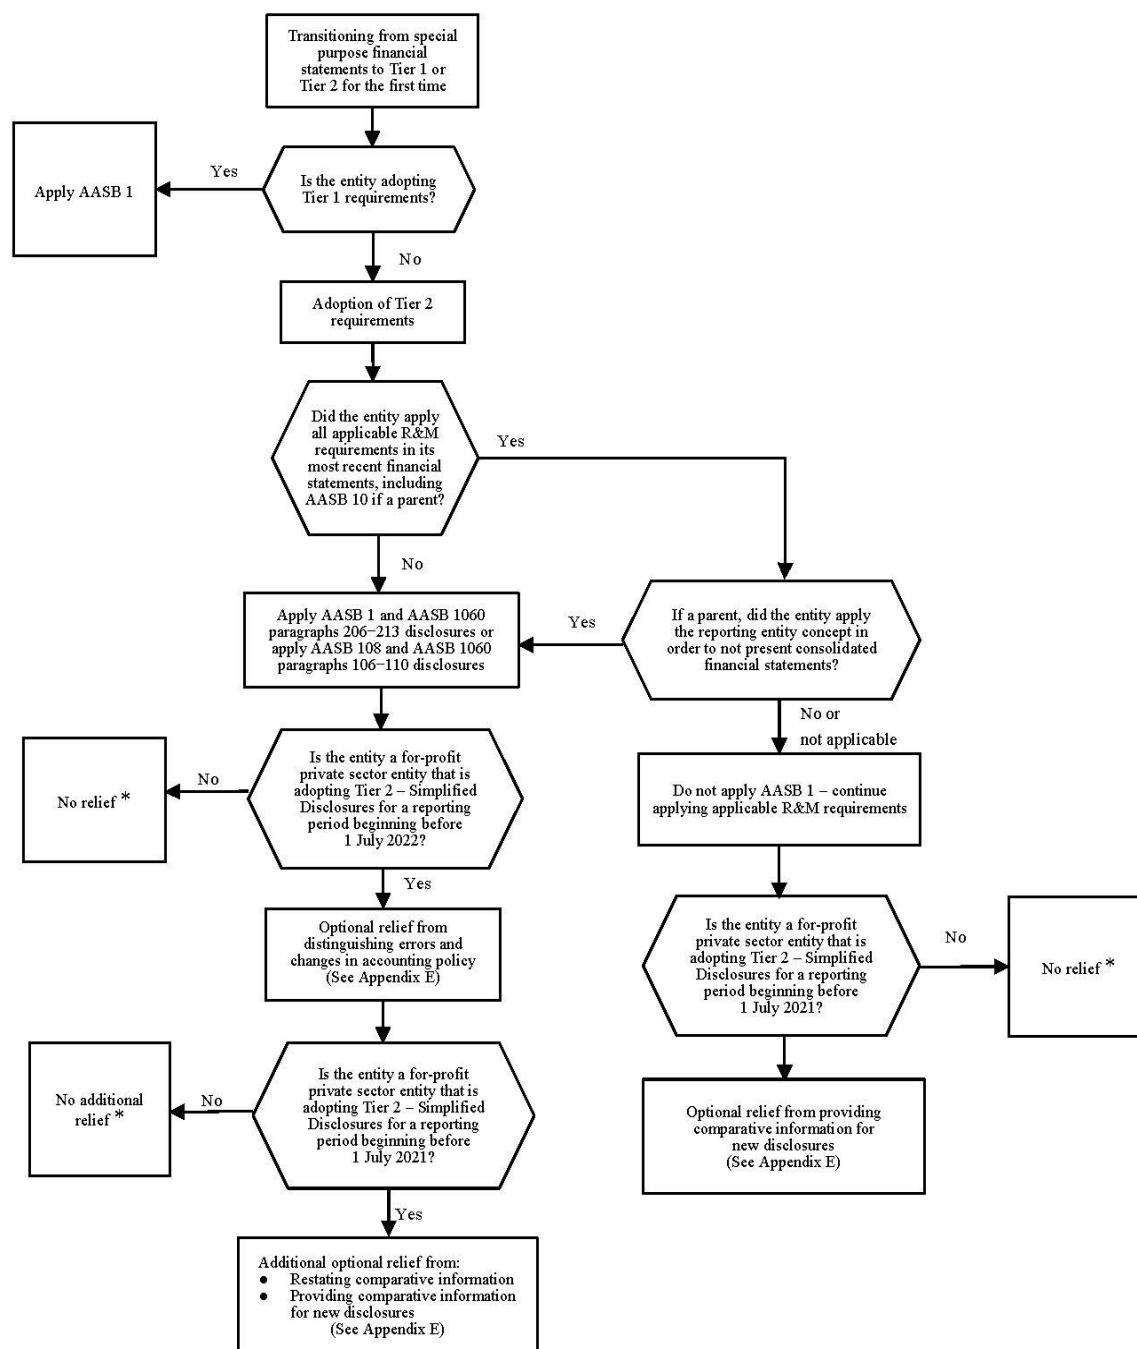 Transitioning from special
purpose financial
statements to Tier 1 or
Tier 2 for the first time
Yes
Apply AASB 1
Is the entity adopting
Tier 1 requirements?
No
Adoption of Tier 2
requirements
Did the entity apply
all applicable R&M
requirements in its
most recent financial
statements, including
AASB 10 if a parent?
Yes
No
Apply AASB 1 and AASB 1060
paragraphs 206−213 disclosures or
apply AASB 108 and AASB 1060
paragraphs 106−110 disclosures
Yes
If a parent, did the entity apply
the reporting entity concept in
order to not present consolidated
financial statements?
No or
not applicable
Is the entity a for-profit
private sector entity that is
adopting Tier 2 – Simplified
Disclosures for a reporting
period beginning before
1 July 2022?
No
No relief *
Do not apply AASB 1 – continue
applying applicable R&M requirements
Yes
Optional relief from
distinguishing errors and
changes in accounting policy
(See Appendix E)
Is the entity a for-profit
private sector entity that is
adopting Tier 2 – Simplified
Disclosures for a reporting
period beginning before
1 July 2021?
No
No relief *
Is the entity a for-profit
private sector entity that is
adopting Tier 2 – Simplified
Disclosures for a reporting
period beginning before
1 July 2021?
No
No additional
relief *
Optional relief from providing
comparative information for
new disclosures
(See Appendix E)
Yes
Additional optional relief from:
● Restating comparative information
● Providing comparative information
for new disclosures
(See Appendix E)